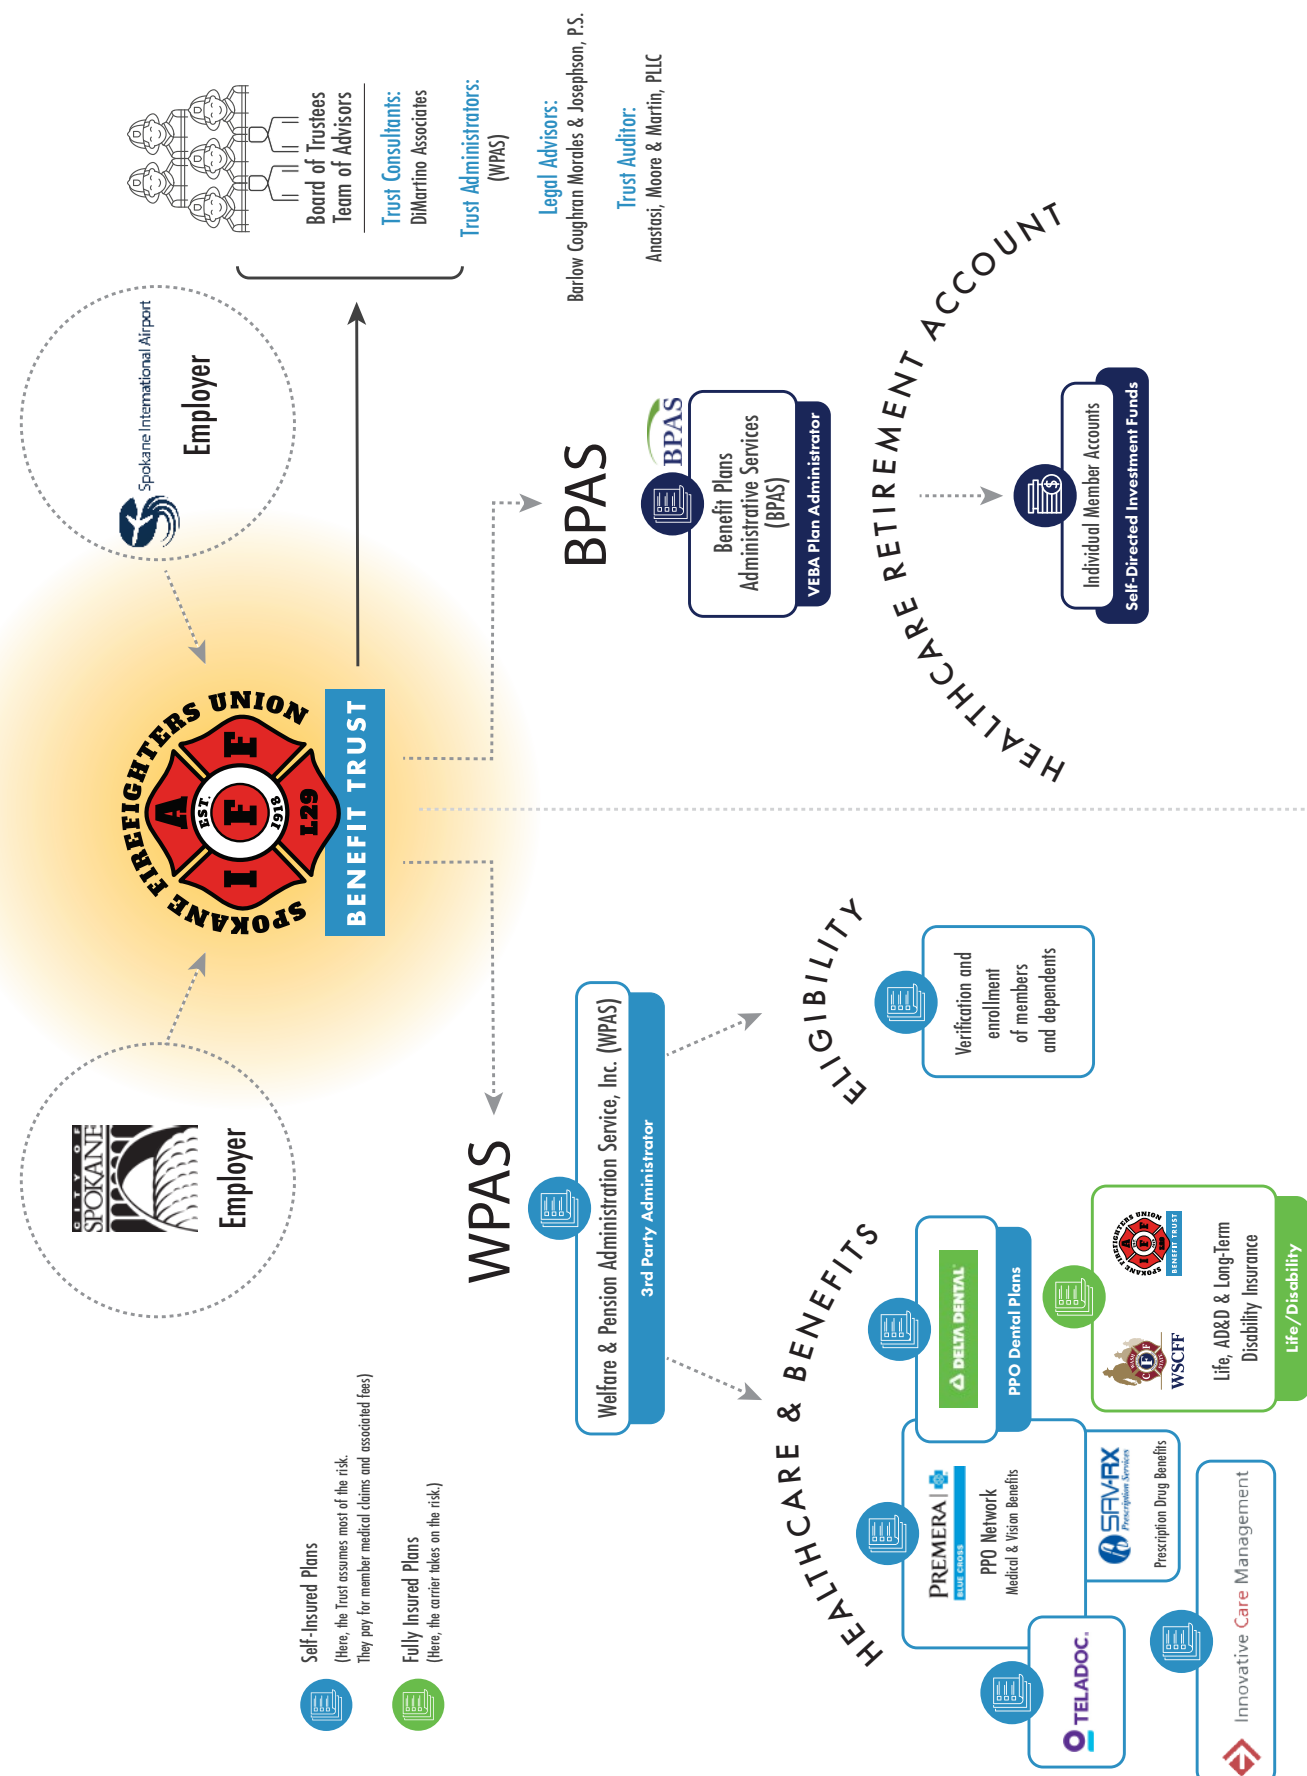 CITY OF
SPOKANE
Employer
Spokane International Airport
Employer
SPOKANE FIREFIGHTERS UNION
I A F F
EST. 1918
L29
BENEFIT TRUST
Board of Trustees
Team of Advisors
Trust Consultants:
DiMartino Associates
Trust Administrators:
(WPAS)
Legal Advisors:
Barlow Coughran Morales & Josephson, P.S.
Trust Auditor:
Anastasi, Moore & Martin, PLLC
Self-Insured Plans
(Here, the Trust assumes most of the risk.
They pay for member medical claims and associated fees)
Fully Insured Plans
(Here, the carrier takes on the risk.)
WPAS
Welfare & Pension Administration Service, Inc. (WPAS)
3rd Party Administrator
BPAS
BPAS
Benefit Plans
Administrative Services
(BPAS)
VEBA Plan Administrator
HEALTHCARE & BENEFITS
ELIGIBILITY
Verification and
enrollment
of members
and dependents
HEALTHCARE RETIREMENT ACCOUNT
Individual Member Accounts
Self-Directed Investment Funds
PREMERA
BLUE CROSS
PPO Network
Medical & Vision Benefits
DELTA DENTAL
PPO Dental Plans
TELADOC.
SAV-RX
Prescription Services
Prescription Drug Benefits
WSCFF
SPOKANE FIREFIGHTERS UNION
I A F F
BENEFIT TRUST
Life, AD&D & Long-Term
Disability Insurance
Life/Disability
Innovative Care Management